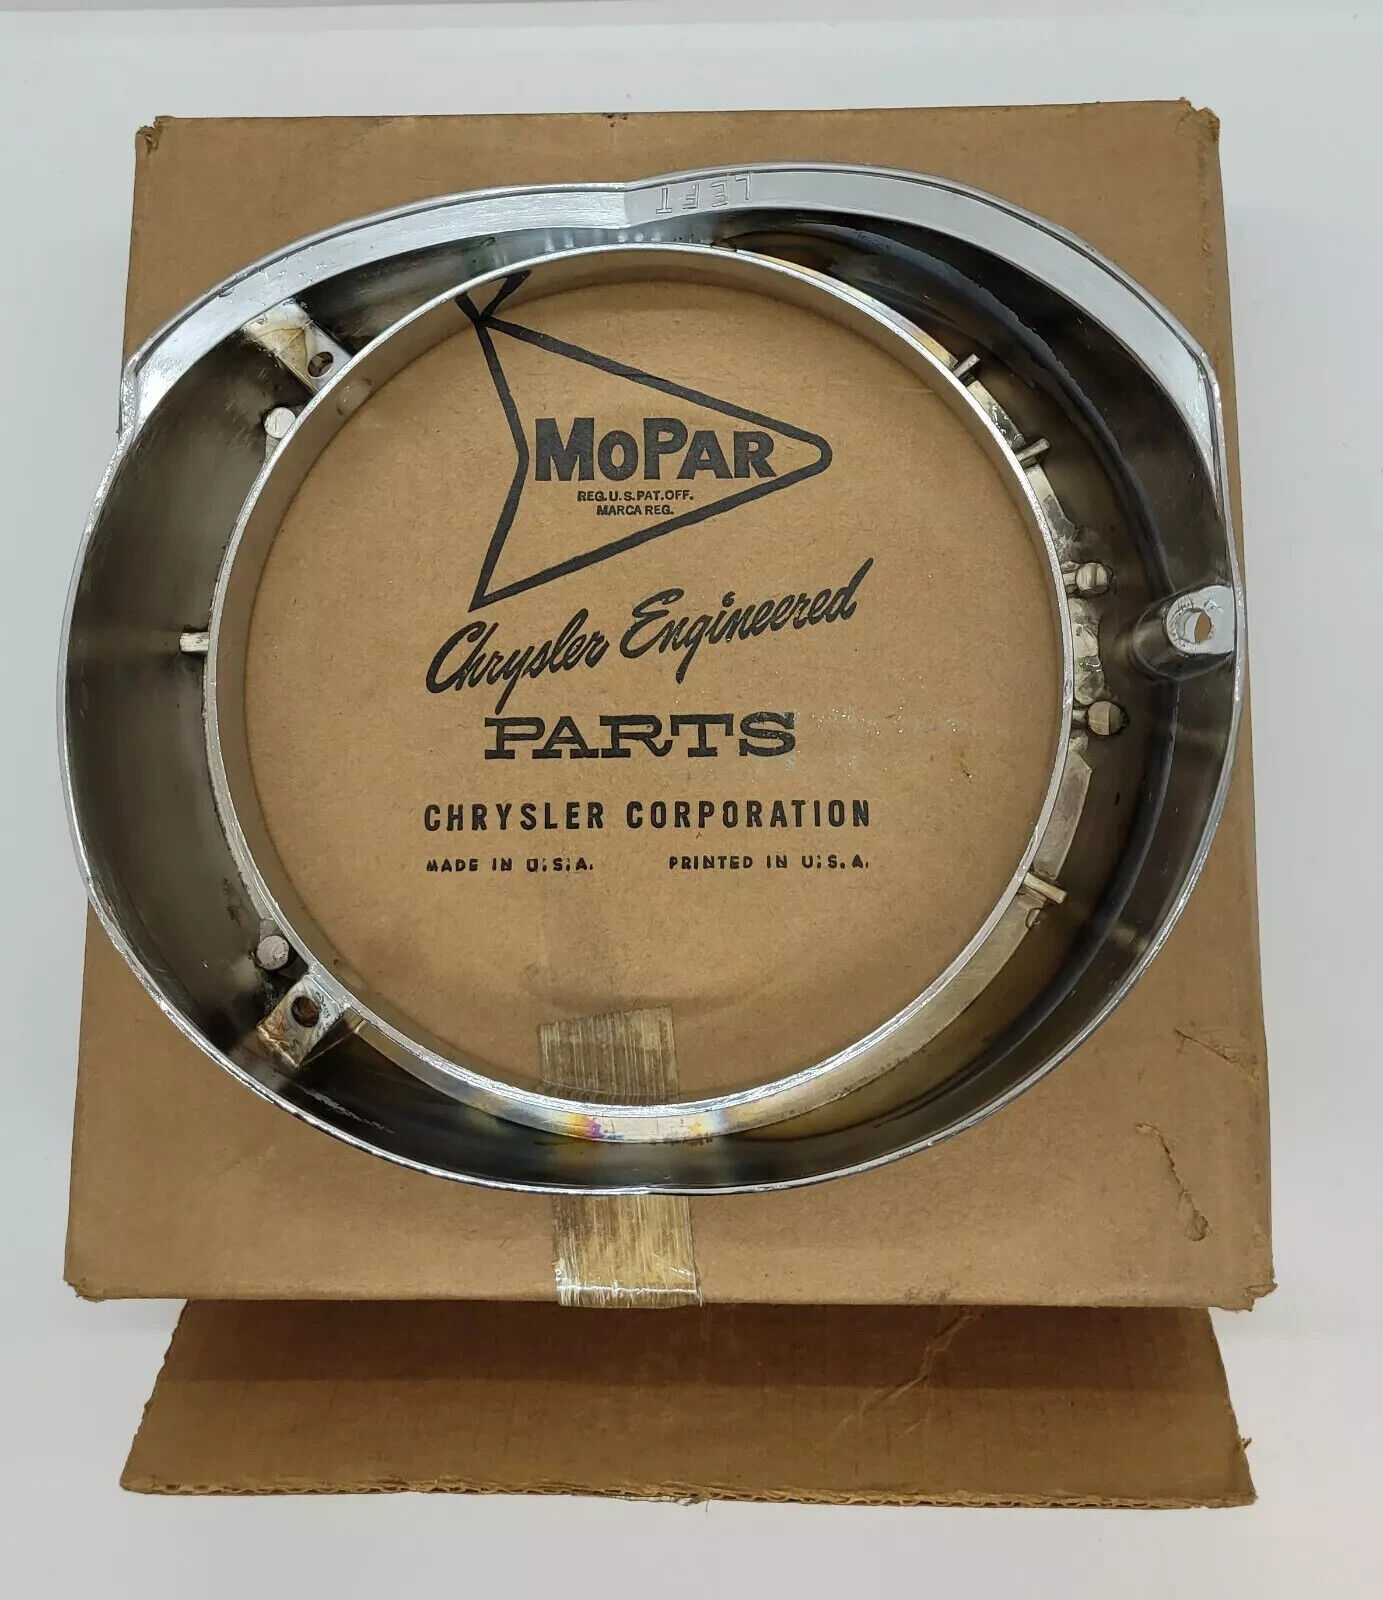 LEFT
MOPAR
REG.U.S.PAT.OFF.
MARCA REG.
Chrysler Engineered
PARTS
CHRYSLER CORPORATION
MADE IN U.S.A. PRINTED IN U.S.A.